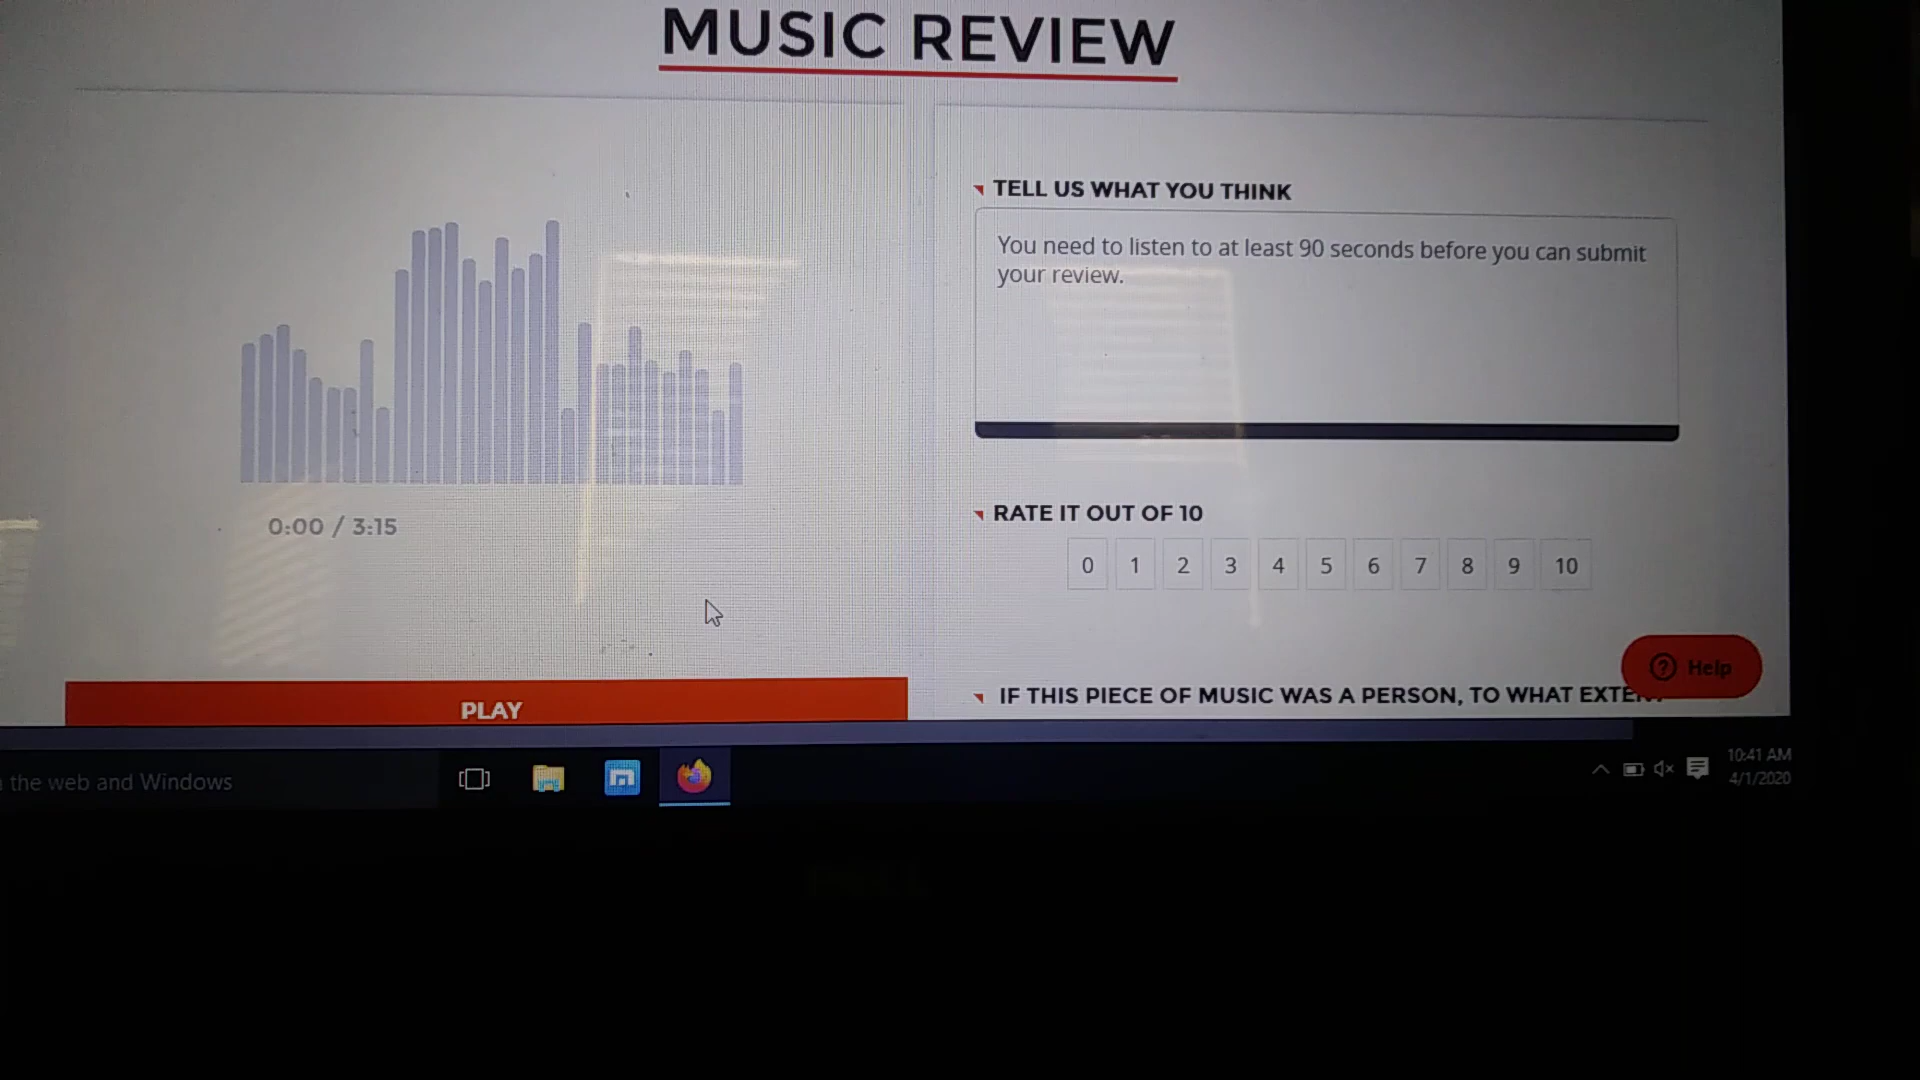 MUSIC REVIEW
TELL US WHAT YOU THINK
You need to listen to at least 90 seconds before you can submit
your review.
0:00 / 3:15
RATE IT OUT OF 10
0 1 2 3 4 5 6 7 8 9 10
Help
IF THIS PIECE OF MUSIC WAS A PERSON, TO WHAT
PLAY
the web and Windows
10:41 AM
4/1/2020